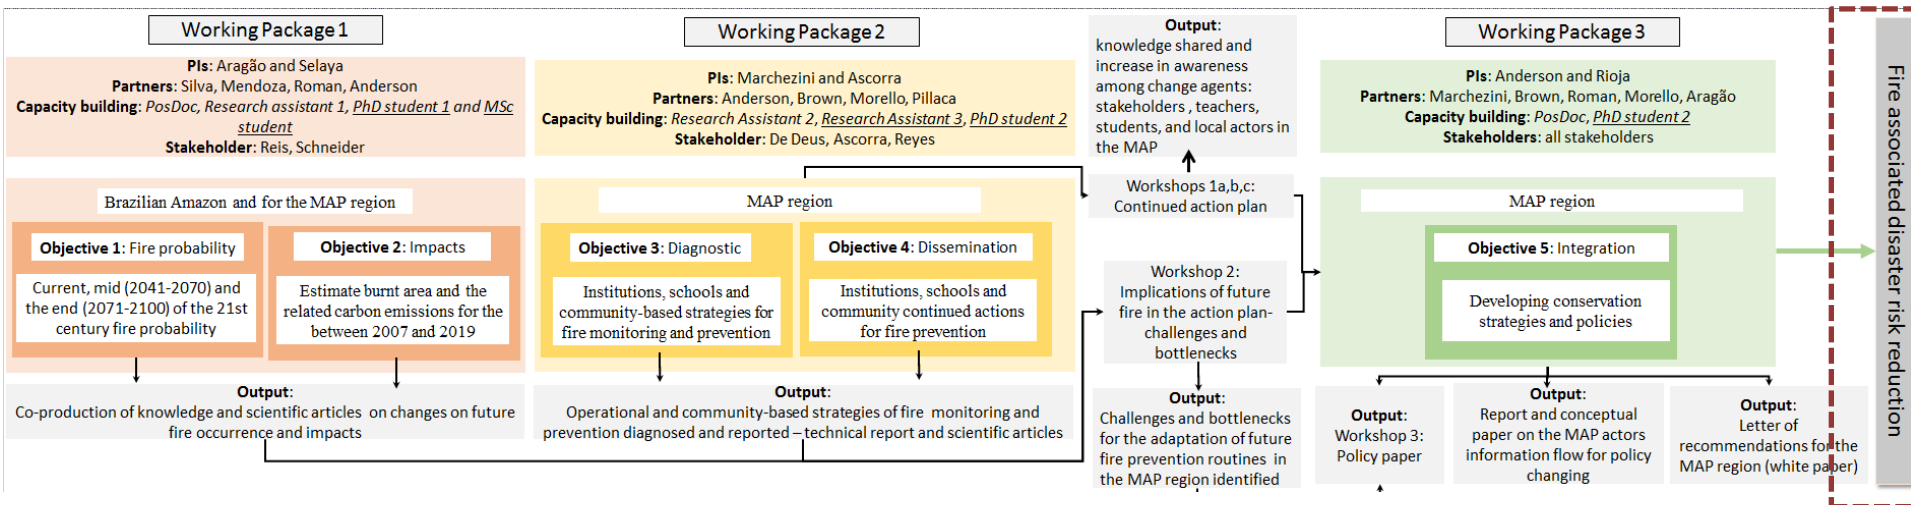 Working Package 1
PIs: Aragão and Selaya
Partners: Silva, Mendoza, Roman, Anderson
Capacity building: PosDoc, Research assistant 1, PhD student 1 and MSc
student
Stakeholder: Reis, Schneider
Brazilian Amazon and for the MAP region
Objective 1: Fire probability
Current, mid (2041-2070) and
the end (2071-2100) of the 21st
century fire probability
Objective 2: Impacts
Estimate burnt area and the
related carbon emissions for the
between 2007 and 2019
Output:
Co-production of knowledge and scientific articles on changes on future
fire occurrence and impacts
Working Package 2
PIs: Marchezini and Ascorra
Partners: Anderson, Brown, Morello, Pillaca
Capacity building: Research Assistant 2, Research Assistant 3, PhD student 2
Stakeholder: De Deus, Ascorra, Reyes
MAP region
Objective 3: Diagnostic
Institutions, schools and
community-based strategies for
fire monitoring and prevention
Objective 4: Dissemination
Institutions, schools and
community continued actions
for fire prevention
Output:
Operational and community-based strategies of fire monitoring and
prevention diagnosed and reported – technical report and scientific articles
Output:
knowledge shared and
increase in awareness
among change agents:
stakeholders , teachers,
students, and local actors in
the MAP
Workshops 1a,b,c:
Continued action plan
Workshop 2:
Implications of future
fire in the action plan-
challenges and
bottlenecks
Output:
Challenges and bottlenecks
for the adaptation of future
fire prevention routines in
the MAP region identified
Working Package 3
PIs: Anderson and Rioja
Partners: Marchezini, Brown, Roman, Morello, Aragão
Capacity building: PosDoc, PhD student 2
Stakeholders: all stakeholders
MAP region
Objective 5: Integration
Developing conservation
strategies and policies
Output:
Workshop 3:
Policy paper
Output:
Report and conceptual
paper on the MAP actors
information flow for policy
changing
Output:
Letter of
recommendations for the
MAP region (white paper)
Fire associated disaster risk reduction